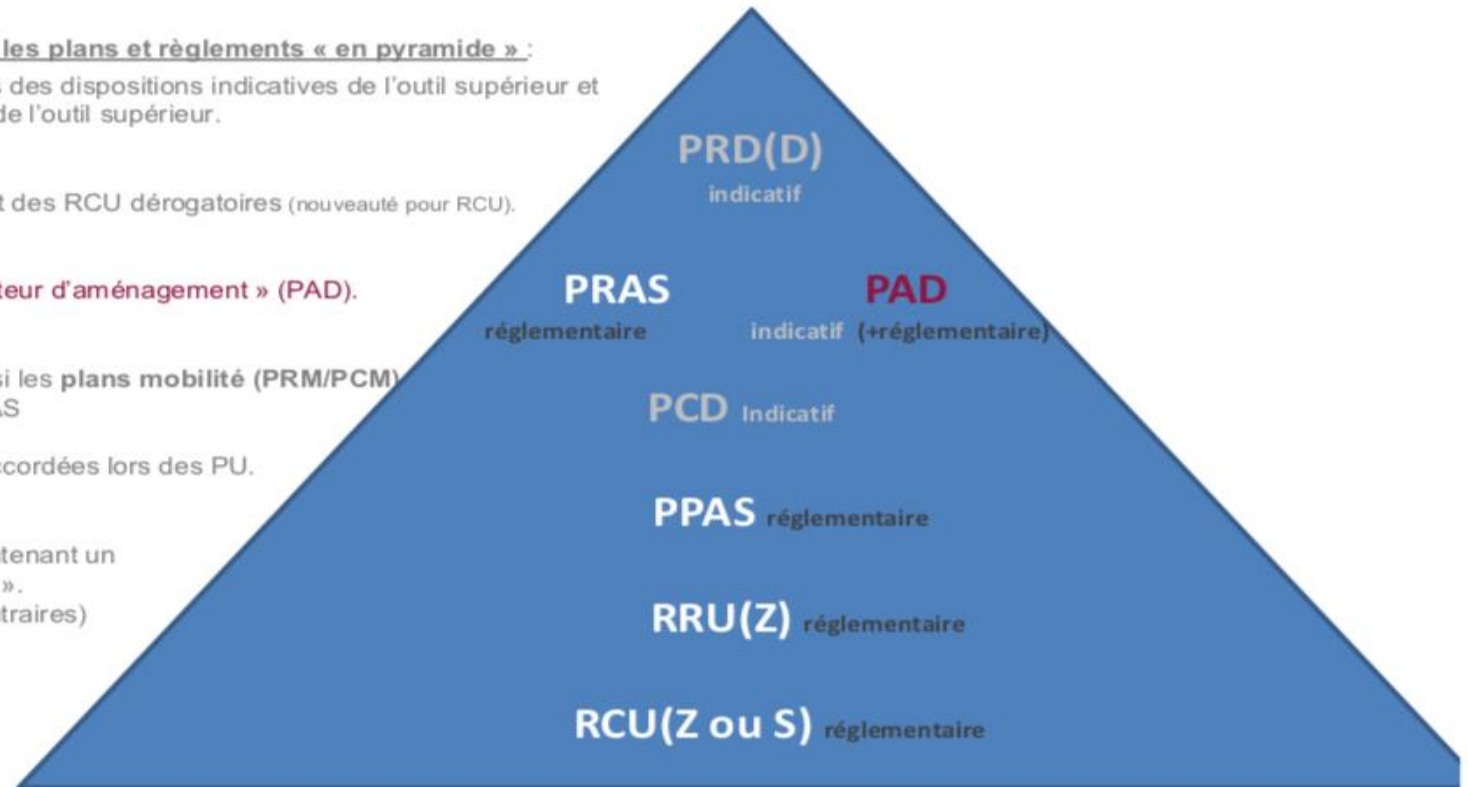 les plans et règlements « en pyramide » :
des dispositions indicatives de l'outil supérieur et
de l'outil supérieur.
des RCU dérogatoires (nouveauté pour RCU).
teur d'aménagement » (PAD).
si les plans mobilité (PRM/PCM)
AS
ccordées lors des PU.
tenant un
».
traires)
PRD(D)
indicatif
PRAS
réglementaire
PAD
indicatif (+réglementaire)
PCD Indicatif
PPAS réglementaire
RRU(Z) réglementaire
RCU(Z ou S) réglementaire